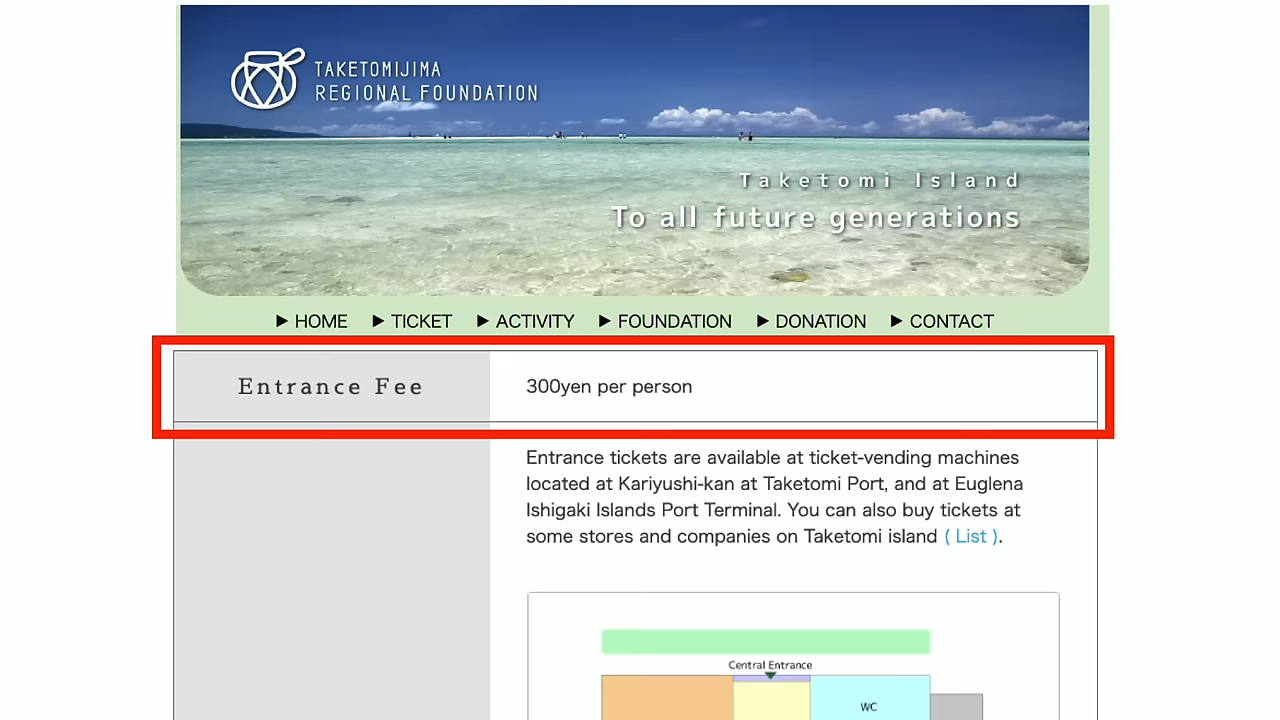 TAKETOMIJIMA
REGIONAL FOUNDATION
Taketomi Island
To all future generations
▶ HOME ▶ TICKET ▶ ACTIVITY ▶ FOUNDATION ▶ DONATION ▶ CONTACT
Entrance Fee
300yen per person
Entrance tickets are available at ticket-vending machines
located at Kariyushi-kan at Taketomi Port, and at Euglena
Ishigaki Islands Port Terminal. You can also buy tickets at
some stores and companies on Taketomi island ( List ).
Central Entrance
WC